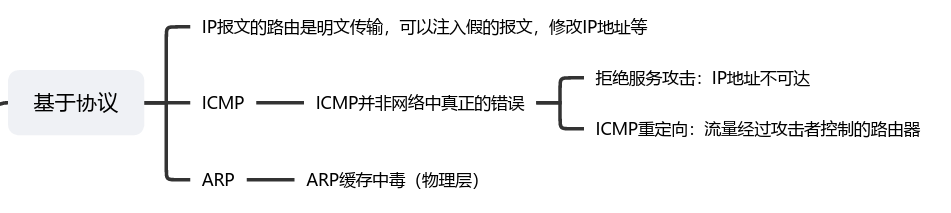 IP报文的路由是明文传输，可以注入假的报文，修改IP地址等
拒绝服务攻击：IP地址不可达
基于协议
ICMP
ICMP并非网络中真正的错误
ICMP重定向：流量经过攻击者控制的路由器
ARP
ARP缓存中毒（物理层）